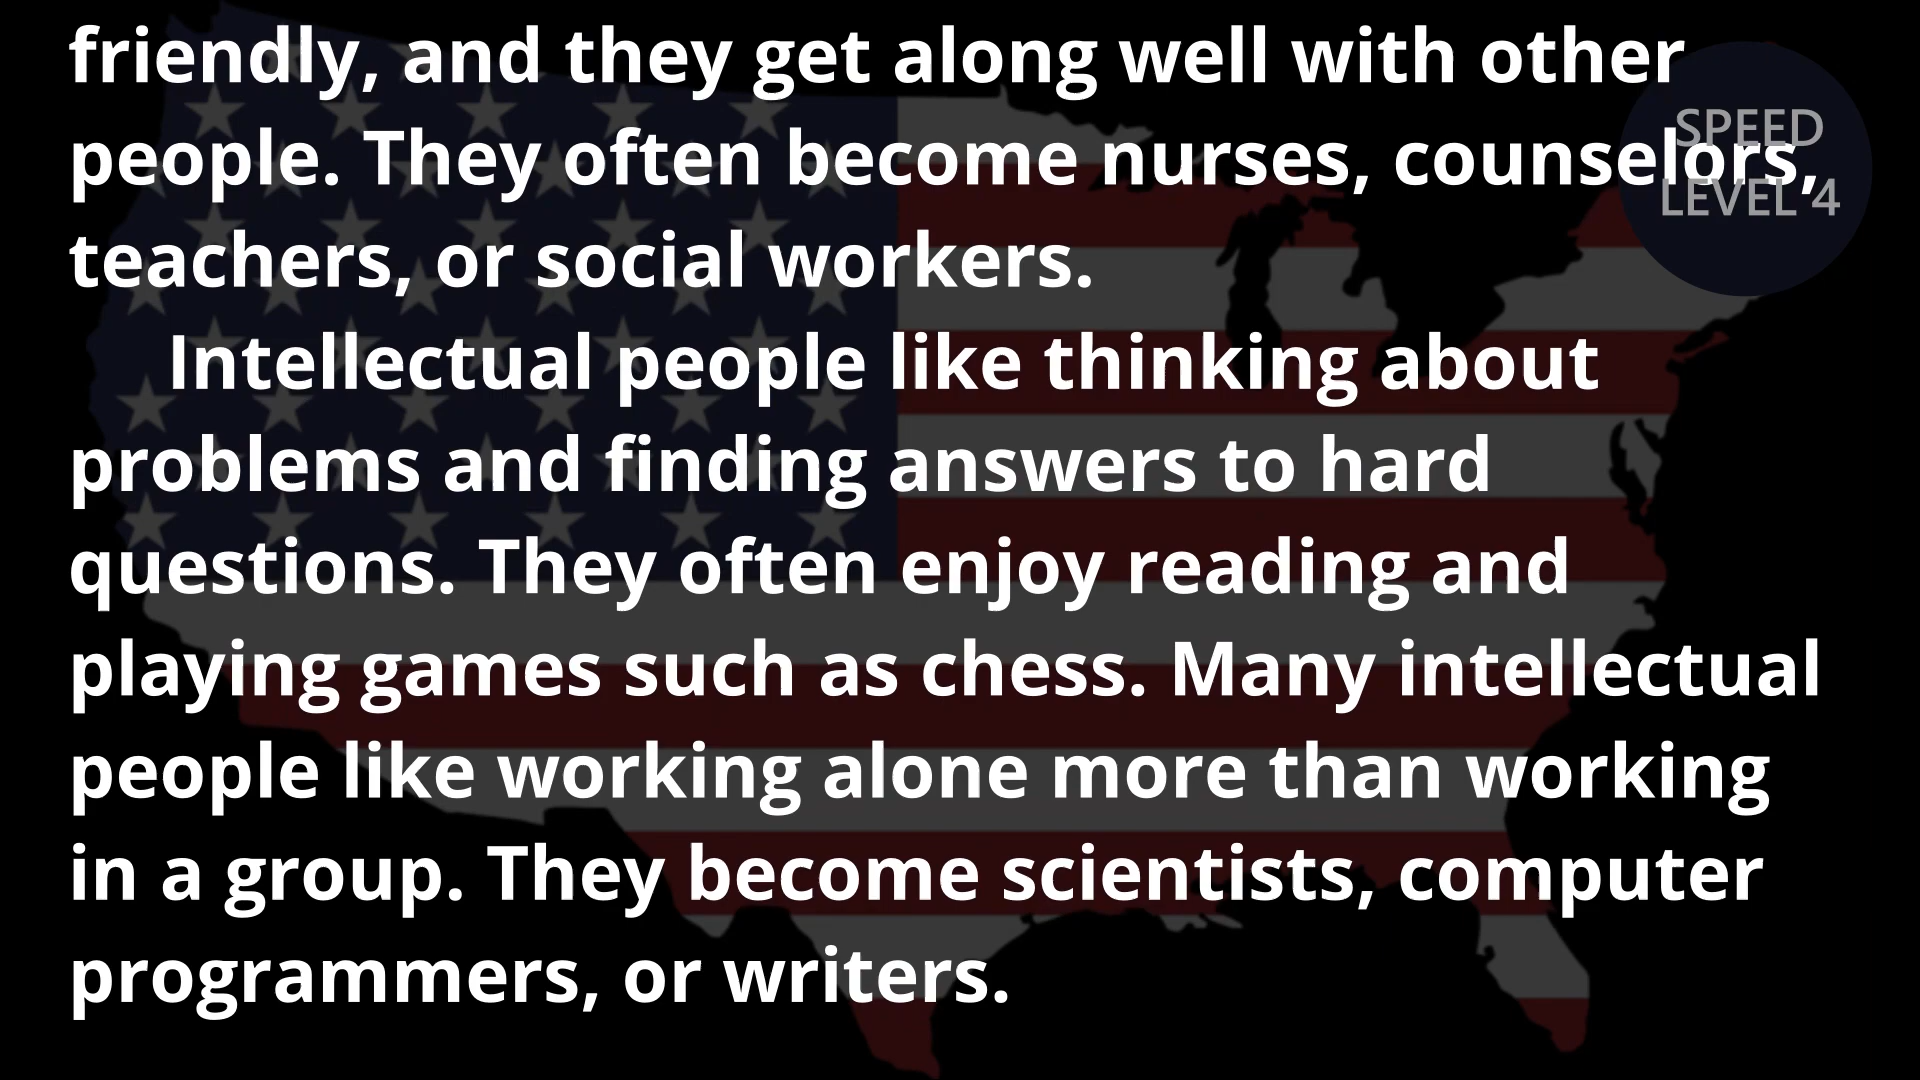 friendly, and they get along well with other
people. They often become nurses, counselors,
teachers, or social workers.
Intellectual people like thinking about
problems and finding answers to hard
questions. They often enjoy reading and
playing games such as chess. Many intellectual
people like working alone more than working
in a group. They become scientists, computer
programmers, or writers.
SPEED
LEVEL 4